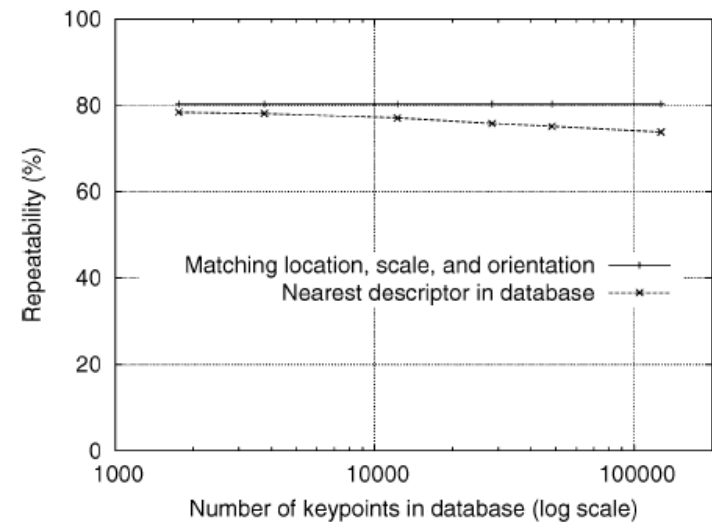 100
80
60
40
20
0
Repeatability (%)
Matching location, scale, and orientation
Nearest descriptor in database
1000
10000
100000
Number of keypoints in database (log scale)